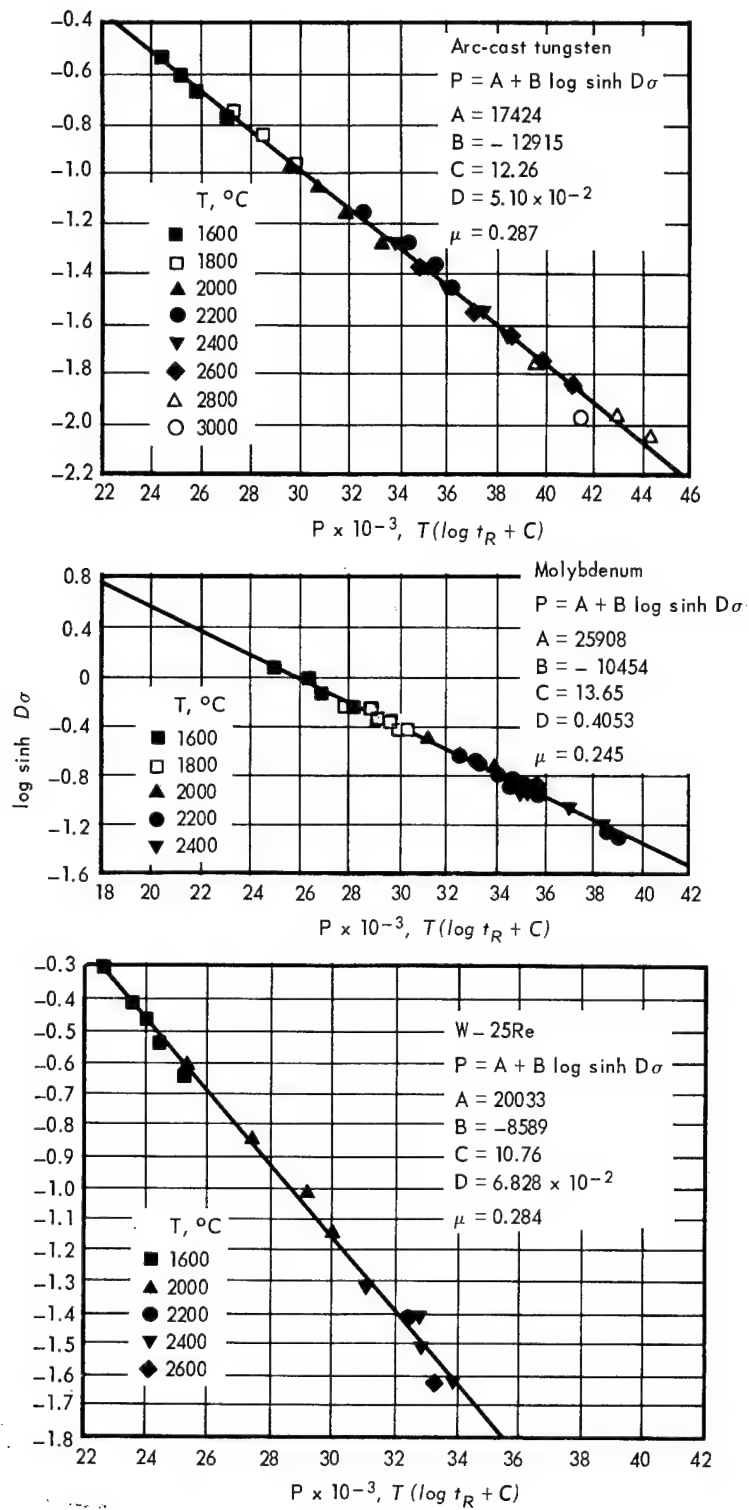 Arc-cast tungsten
P = A + B log sinh Dσ
A = 17424
B = – 12915
C = 12.26
D = 5.10 × 10⁻²
μ = 0.287
T, °C
■ 1600
□ 1800
▲ 2000
● 2200
▼ 2400
◆ 2600
△ 2800
○ 3000
–0.4
–0.6
–0.8
–1.0
–1.2
–1.4
–1.6
–1.8
–2.0
–2.2
22 24 26 28 30 32 34 36 38 40 42 44 46
P x 10⁻³, T (log t_R + C)
Molybdenum
P = A + B log sinh Dσ
A = 25908
B = – 10454
C = 13.65
D = 0.4053
μ = 0.245
T, °C
■ 1600
□ 1800
▲ 2000
● 2200
▼ 2400
log sinh Dσ
0.8
0.4
0
–0.4
–0.8
–1.2
–1.6
18 20 22 24 26 28 30 32 34 36 38 40 42
P x 10⁻³, T (log t_R + C)
W–25Re
P = A + B log sinh Dσ
A = 20033
B = –8589
C = 10.76
D = 6.828 × 10⁻²
μ = 0.284
T, °C
■ 1600
▲ 2000
● 2200
▼ 2400
◆ 2600
–0.3
–0.4
–0.5
–0.6
–0.7
–0.8
–0.9
–1.0
–1.1
–1.2
–1.3
–1.4
–1.5
–1.6
–1.7
–1.8
22 24 26 28 30 32 34 36 38 40 42
P x 10⁻³, T (log t_R + C)